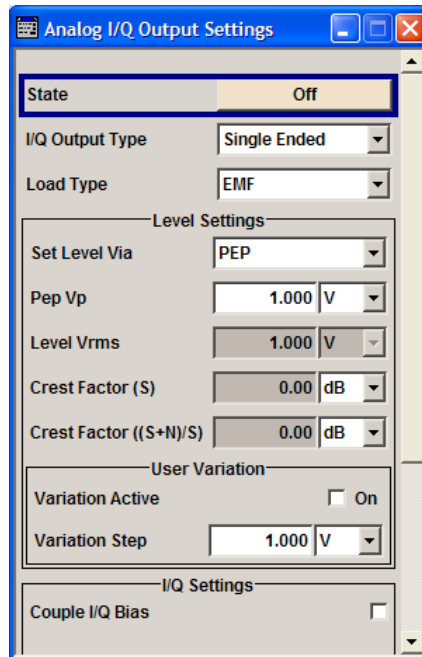 Analog I/Q Output Settings
State Off
I/Q Output Type Single Ended
Load Type EMF
Level Settings
Set Level Via PEP
Pep Vp 1.000 V
Level Vrms 1.000 V
Crest Factor (S) 0.00 dB
Crest Factor ((S+N)/S) 0.00 dB
User Variation
Variation Active On
Variation Step 1.000 V
I/Q Settings
Couple I/Q Bias